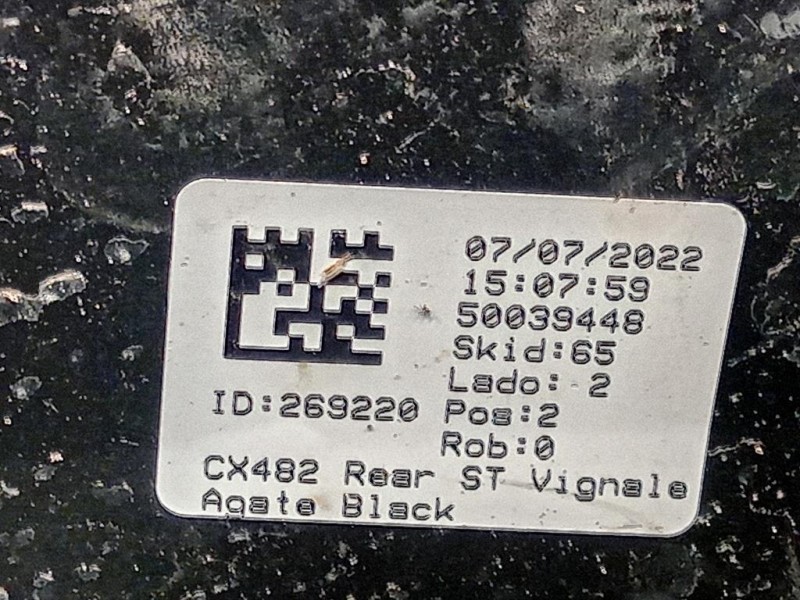 07/07/2022
15:07:59
50039448
Skid:65
Lado: 2
ID:269220 Pos:2
Rob:0
CX482 Rear ST Vignale
Agate Black